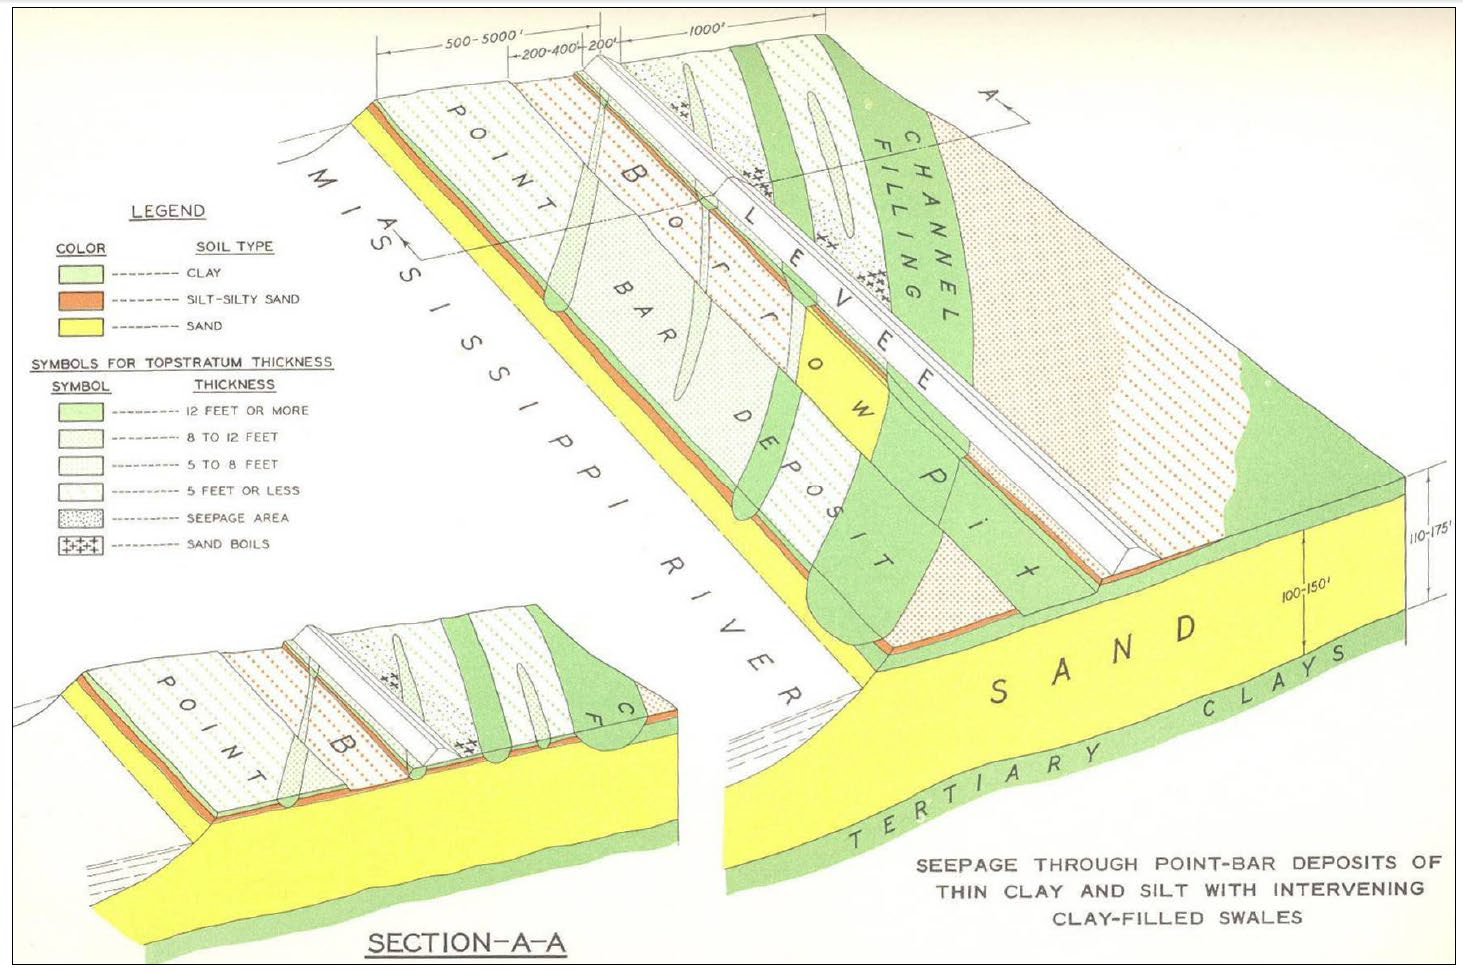 500-5000'
200-400'
200'
1000'
A
A
MISSISSIPPI RIVER
POINT BAR DEPOSIT
Borrow Pit
LEVEE
CHANNEL
FILLING
LEGEND
COLOR SOIL TYPE
CLAY
SILT-SILTY SAND
SAND
SYMBOLS FOR TOPSTRATUM THICKNESS
SYMBOL THICKNESS
12 FEET OR MORE
8 TO 12 FEET
5 TO 8 FEET
5 FEET OR LESS
SEEPAGE AREA
SAND BOILS
110-175'
100-150'
SAND
TERTIARY CLAYS
POINT
B
C
F
SECTION-A-A
SEEPAGE THROUGH POINT-BAR DEPOSITS OF
THIN CLAY AND SILT WITH INTERVENING
CLAY-FILLED SWALES